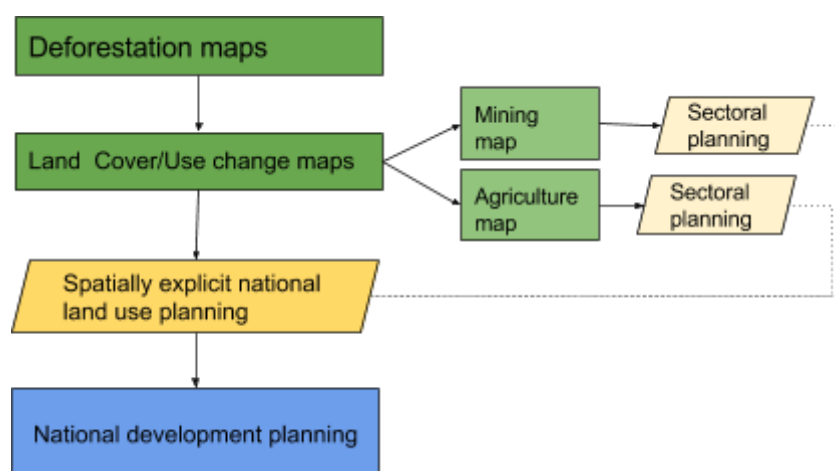 Deforestation maps
Land Cover/Use change maps
Mining
map
Sectoral
planning
Agriculture
map
Sectoral
planning
Spatially explicit national
land use planning
National development planning